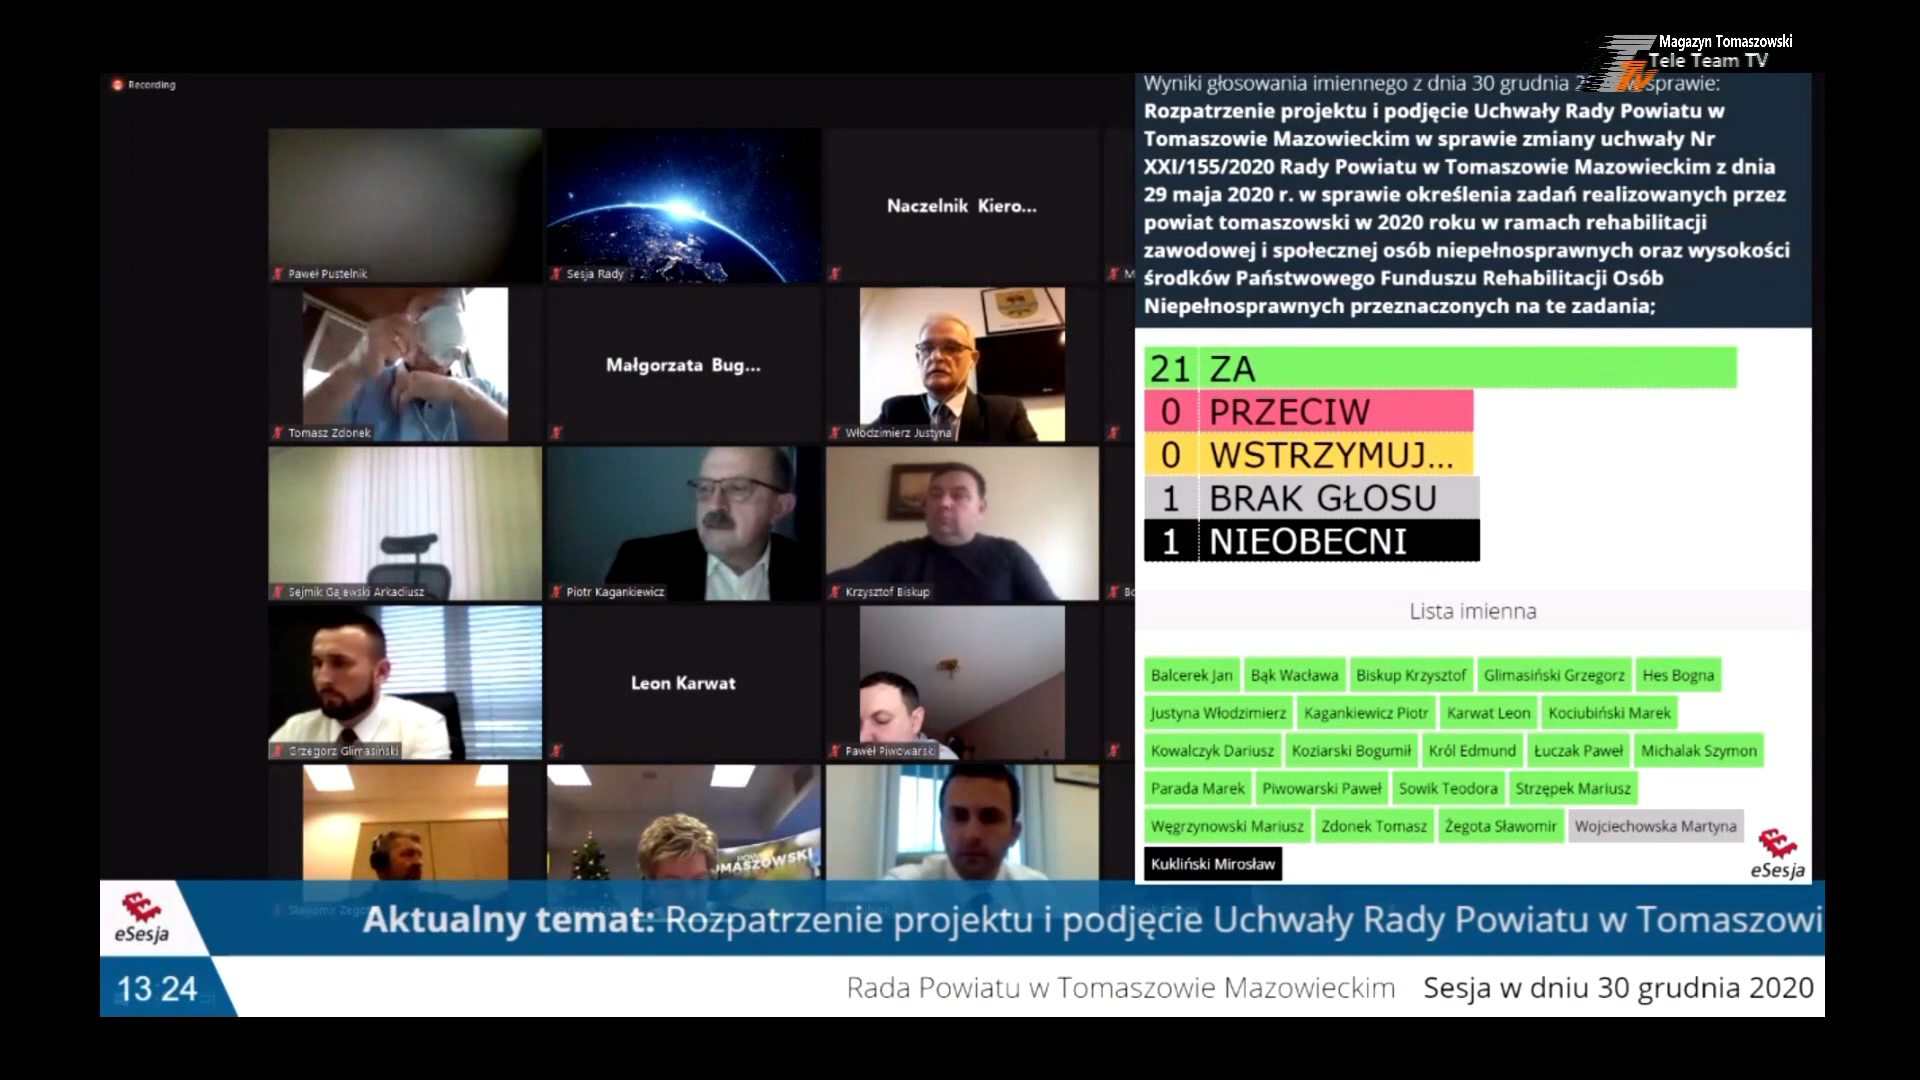 Magazyn Tomaszowski
Tele Team TV
Recording
Wyniki głosowania imiennego z dnia 30 grudnia sprawie:
Rozpatrzenie projektu i podjęcie Uchwały Rady Powiatu w
Tomaszowie Mazowieckim w sprawie zmiany uchwały Nr
XXI/155/2020 Rady Powiatu w Tomaszowie Mazowieckim z dnia
29 maja 2020 r. w sprawie określenia zadań realizowanych przez
powiat tomaszowski w 2020 roku w ramach rehabilitacji
zawodowej i społecznej osób niepełnosprawnych oraz wysokości
środków Państwowego Funduszu Rehabilitacji Osób
Niepełnosprawnych przeznaczonych na te zadania;
Paweł Pustelnik
Sesja Rady
Naczelnik Kiero...
Tomasz Zdonek
Małgorzata Bug...
Włodzimierz Justyna
Sejmik Gajewski Arkadiusz
Piotr Kagankiewicz
Krzysztof Biskup
Grzegorz Glimasiński
Leon Karwat
Paweł Piwowarski
21 ZA
0 PRZECIW
0 WSTRZYMUJ...
1 BRAK GŁOSU
1 NIEOBECNI
Lista imienna
Balcerek Jan Bąk Wacława Biskup Krzysztof Glimasiński Grzegorz Hes Bogna
Justyna Włodzimierz Kagankiewicz Piotr Karwat Leon Kociubiński Marek
Kowalczyk Dariusz Koziarski Bogumił Król Edmund Łuczak Paweł Michalak Szymon
Parada Marek Piwowarski Paweł Sowik Teodora Strzępek Mariusz
Węgrzynowski Mariusz Zdonek Tomasz Żegota Sławomir Wojciechowska Martyna
Kukliński Mirosław
eSesja
eSesja
Aktualny temat: Rozpatrzenie projektu i podjęcie Uchwały Rady Powiatu w Tomaszowi
13 24
Rada Powiatu w Tomaszowie Mazowieckim Sesja w dniu 30 grudnia 2020